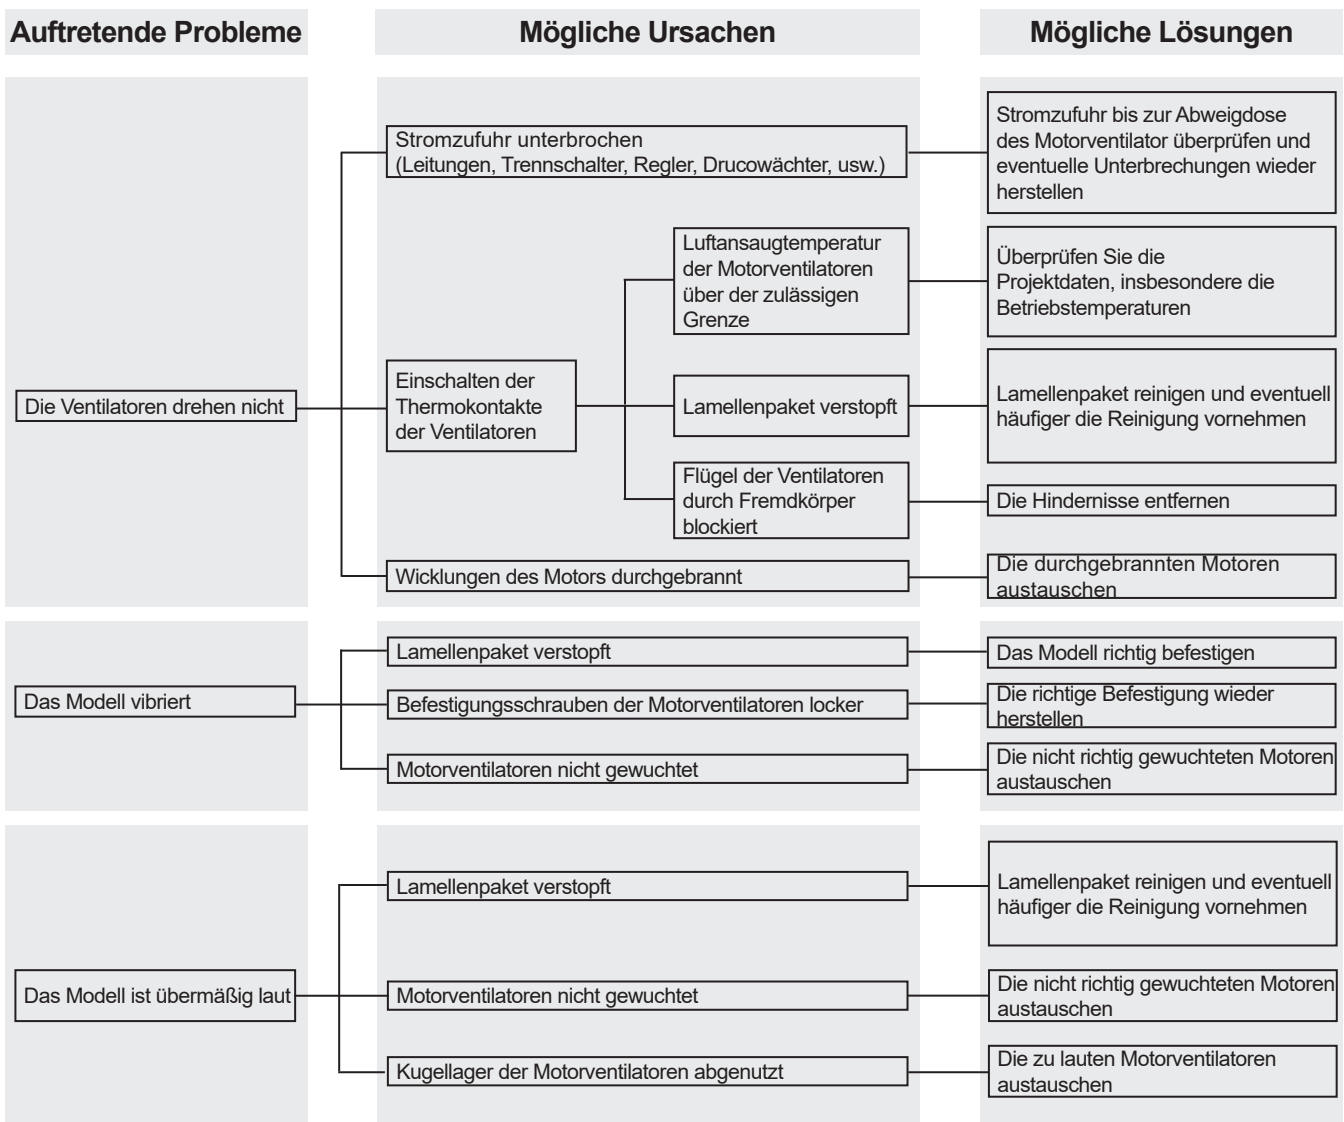 Auftretende Probleme
Mögliche Ursachen
Mögliche Lösungen
Die Ventilatoren drehen nicht
Stromzufuhr unterbrochen
(Leitungen, Trennschalter, Regler, Drucowächter, usw.)
Stromzufuhr bis zur Abweigdose
des Motorventilator überprüfen und
eventuelle Unterbrechungen wieder
herstellen
Einschalten der
Thermokontakte
der Ventilatoren
Luftansaugtemperatur
der Motorventilatoren
über der zulässigen
Grenze
Überprüfen Sie die
Projektdaten, insbesondere die
Betriebstemperaturen
Lamellenpaket verstopft
Lamellenpaket reinigen und eventuell
häufiger die Reinigung vornehmen
Flügel der Ventilatoren
durch Fremdkörper
blockiert
Die Hindernisse entfernen
Wicklungen des Motors durchgebrannt
Die durchgebrannten Motoren
austauschen
Das Modell vibriert
Lamellenpaket verstopft
Das Modell richtig befestigen
Befestigungsschrauben der Motorventilatoren locker
Die richtige Befestigung wieder
herstellen
Motorventilatoren nicht gewuchtet
Die nicht richtig gewuchteten Motoren
austauschen
Das Modell ist übermäßig laut
Lamellenpaket verstopft
Lamellenpaket reinigen und eventuell
häufiger die Reinigung vornehmen
Motorventilatoren nicht gewuchtet
Die nicht richtig gewuchteten Motoren
austauschen
Kugellager der Motorventilatoren abgenutzt
Die zu lauten Motorventilatoren
austauschen